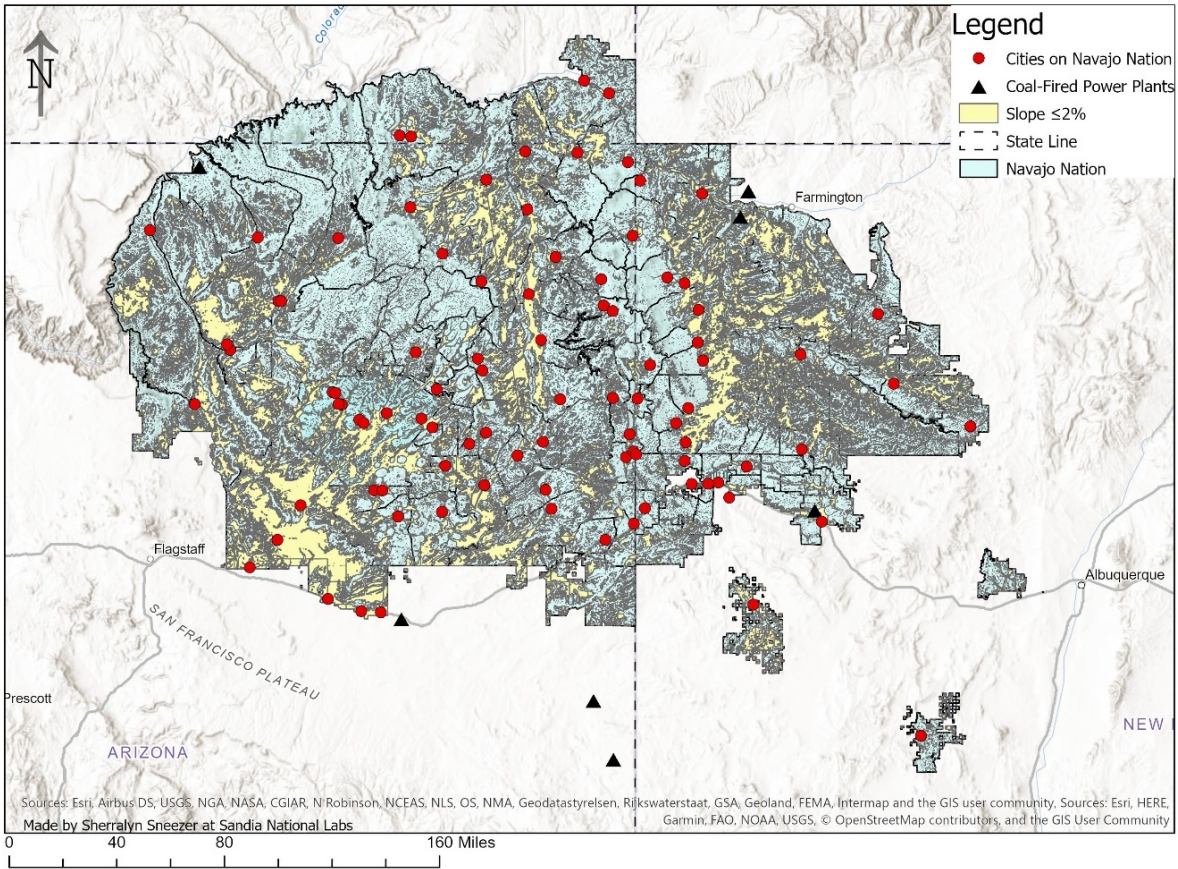 Colora
N
Legend
Cities on Navajo Nation
Coal-Fired Power Plants
Slope ≤2%
State Line
Navajo Nation
Farmington
Flagstaff
Albuquerque
SAN FRANCISCO PLATEAU
Prescott
ARIZONA
NEW
Sources: Esri, Airbus DS, USGS, NGA, NASA, CGIAR, N Robinson, NCEAS, NLS, OS, NMA, Geodatastyrelsen, Rijkswaterstaat, GSA, Geoland, FEMA, Intermap and the GIS user community, Sources: Esri, HERE,
Garmin, FAO, NOAA, USGS, © OpenStreetMap contributors, and the GIS User Community
Made by Sherralyn Sneezer at Sandia National Labs
0 40 80 160 Miles